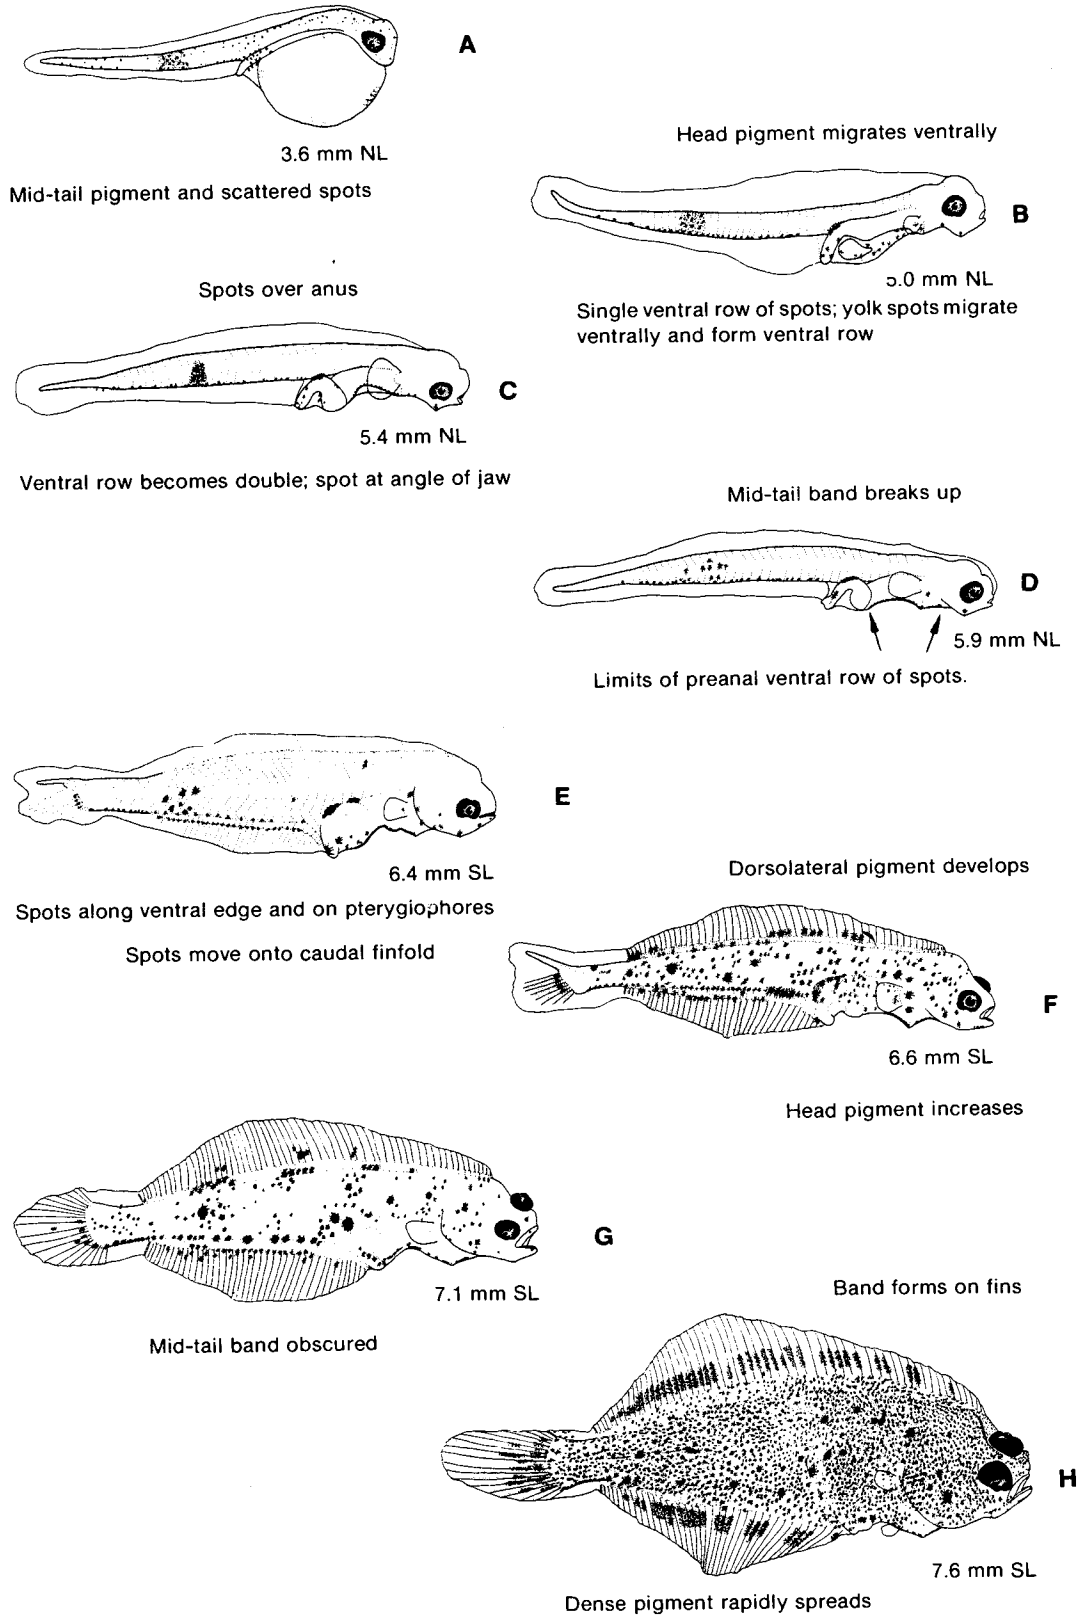 A
3.6 mm NL
Mid-tail pigment and scattered spots
Head pigment migrates ventrally
B
5.0 mm NL
Single ventral row of spots; yolk spots migrate
ventrally and form ventral row
Spots over anus
C
5.4 mm NL
Ventral row becomes double; spot at angle of jaw
Mid-tail band breaks up
D
5.9 mm NL
Limits of preanal ventral row of spots.
E
6.4 mm SL
Spots along ventral edge and on pterygiophores
Spots move onto caudal finfold
Dorsolateral pigment develops
F
6.6 mm SL
Head pigment increases
G
7.1 mm SL
Mid-tail band obscured
Band forms on fins
H
7.6 mm SL
Dense pigment rapidly spreads